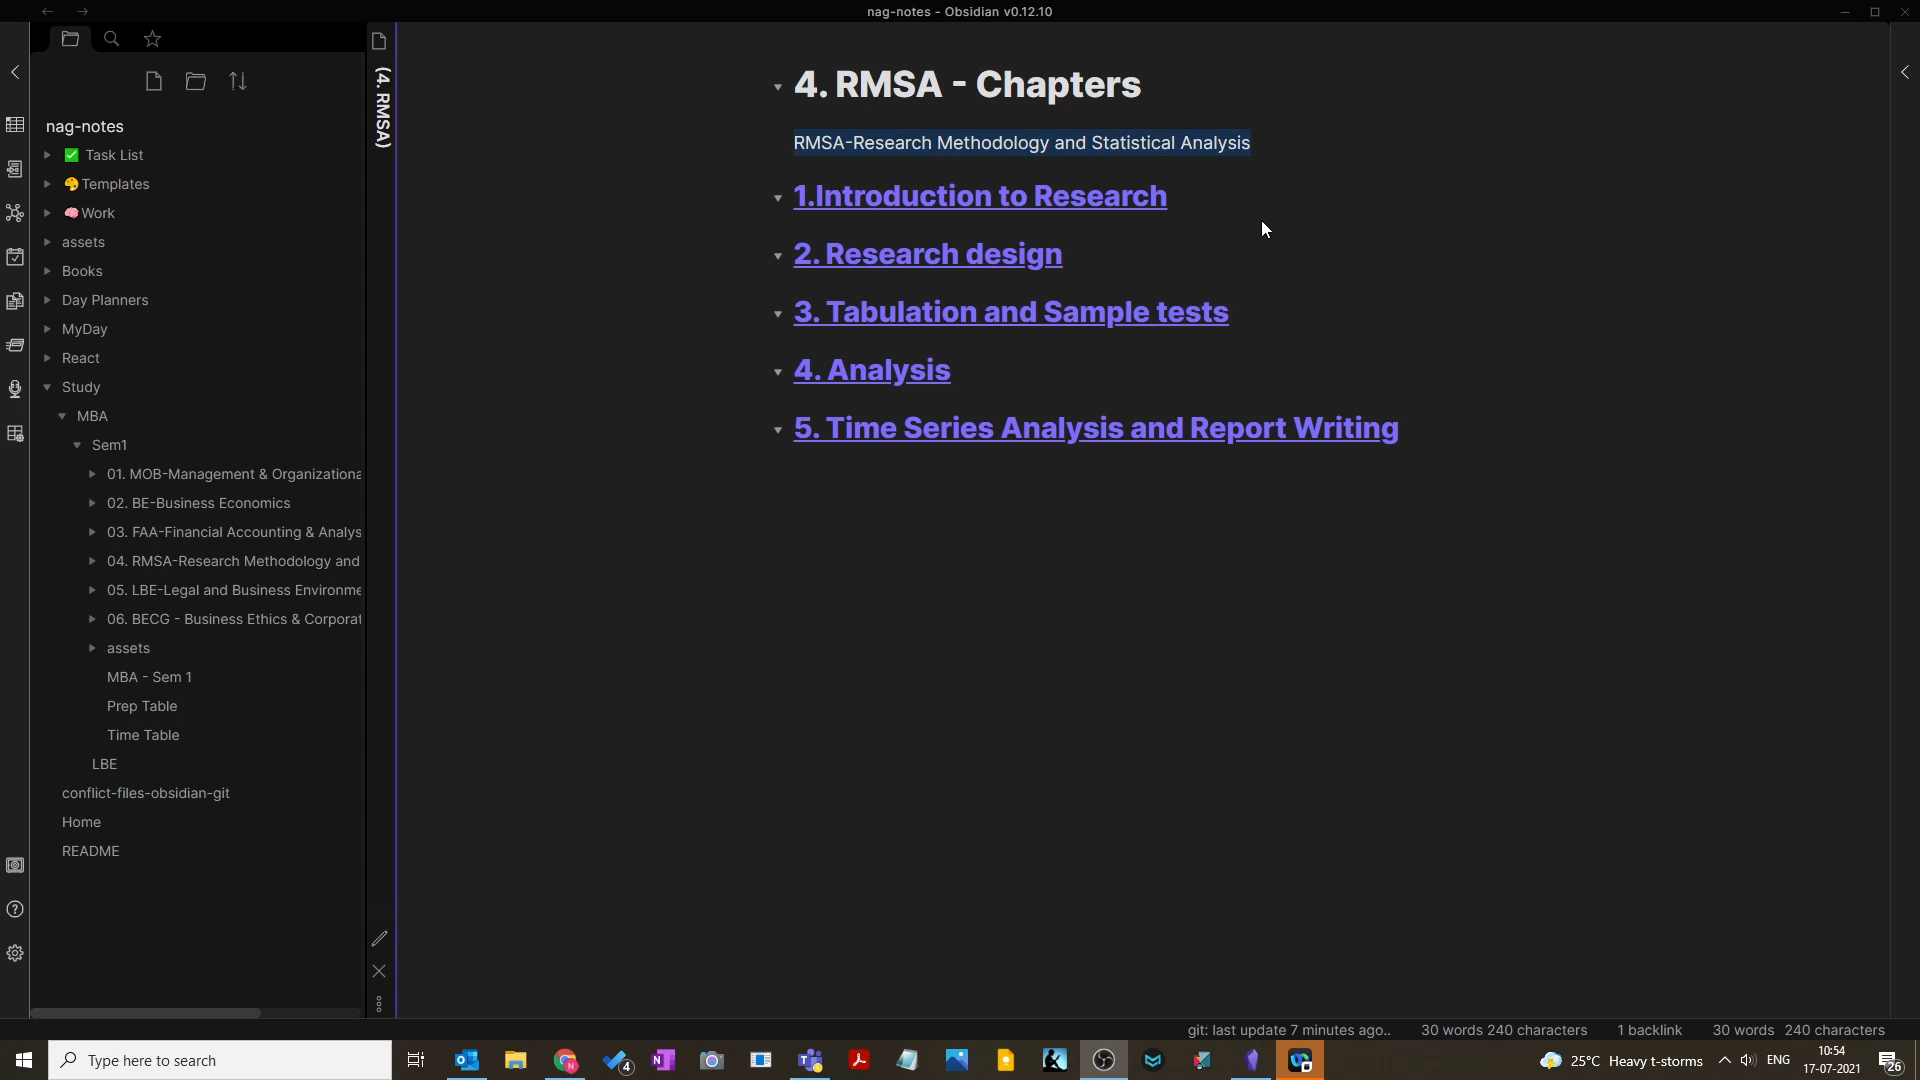 nag-notes - Obsidian v0.12.10
nag-notes
Task List
Templates
Work
assets
Books
Day Planners
MyDay
React
Study
MBA
Sem1
01. MOB-Management & Organizationa
02. BE-Business Economics
03. FAA-Financial Accounting & Analys
04. RMSA-Research Methodology and
05. LBE-Legal and Business Environme
06. BECG - Business Ethics & Corporat
assets
MBA - Sem 1
Prep Table
Time Table
LBE
conflict-files-obsidian-git
Home
README
(4. RMSA)
4. RMSA - Chapters
RMSA-Research Methodology and Statistical Analysis
1.Introduction to Research
2. Research design
3. Tabulation and Sample tests
4. Analysis
5. Time Series Analysis and Report Writing
git: last update 7 minutes ago.. 30 words 240 characters 1 backlink 30 words 240 characters
Type here to search
4
25°C Heavy t-storms
ENG
10:54
17-07-2021
26